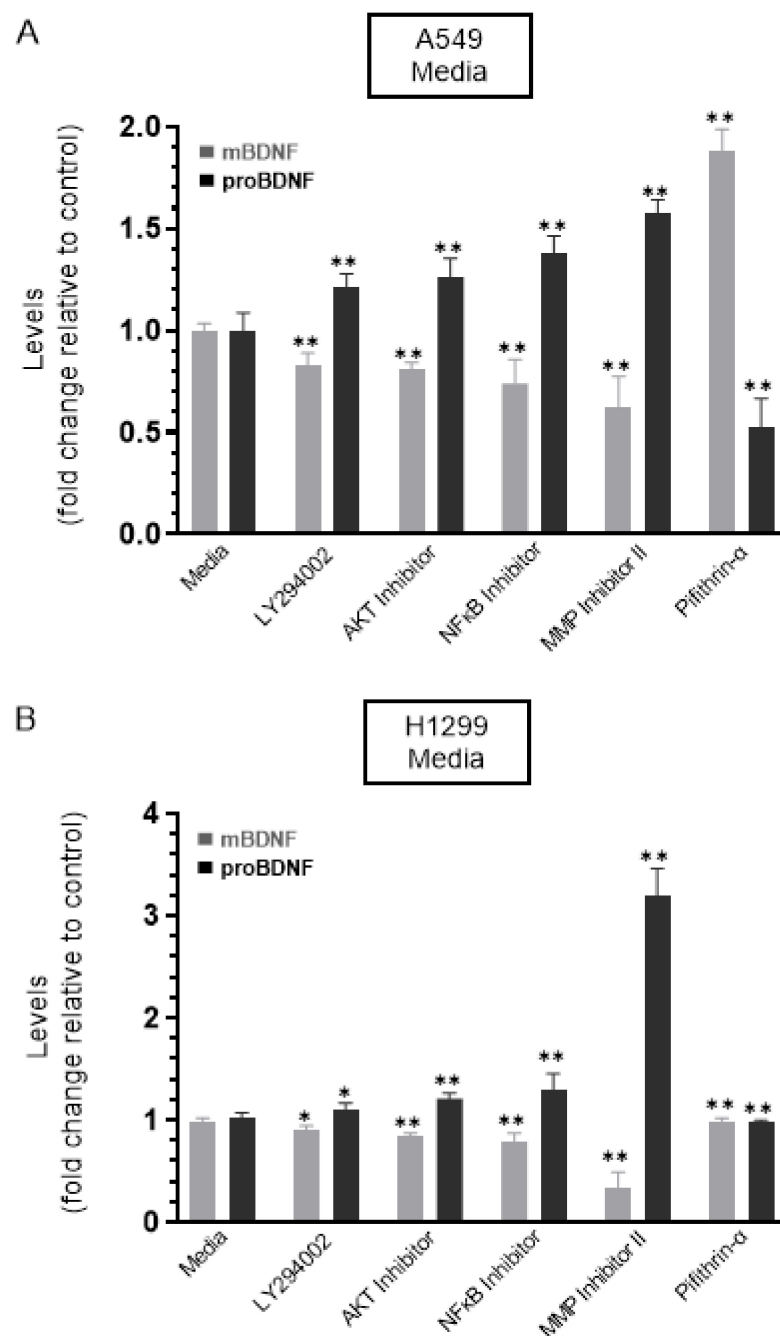 A
A549
Media
Levels
(fold change relative to control)
2.0
1.5
1.0
0.5
0.0
mBDNF
proBDNF
** ** ** ** ** ** ** ** ** **
Media
LY294002
AKT Inhibitor
NFκB Inhibitor
MMP Inhibitor II
Pifithrin-α
B
H1299
Media
Levels
(fold change relative to control)
4
3
2
1
0
mBDNF
proBDNF
* * ** ** ** ** ** ** ** **
Media
LY294002
AKT Inhibitor
NFκB Inhibitor
MMP Inhibitor II
Pifithrin-α